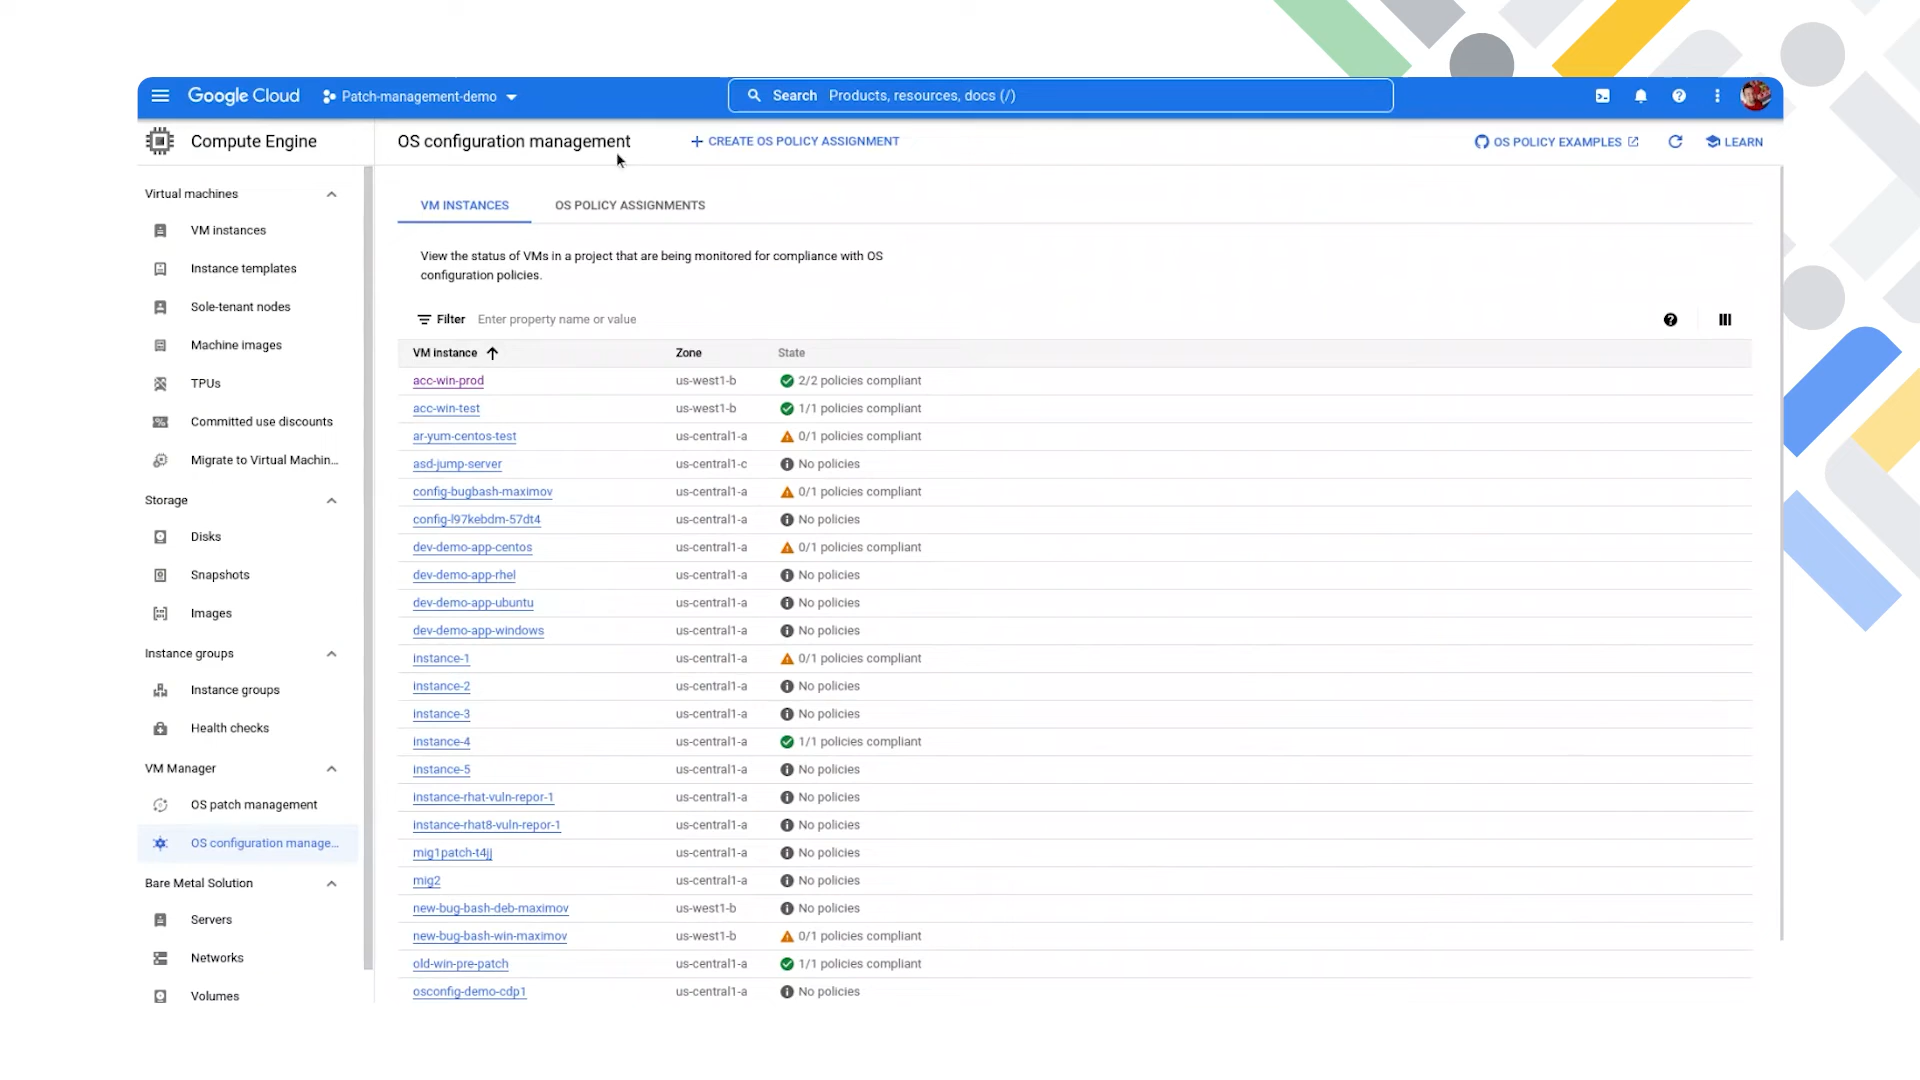 Google Cloud
Patch-management-demo
Search Products, resources, docs (/)
Compute Engine
OS configuration management
CREATE OS POLICY ASSIGNMENT
OS POLICY EXAMPLES
LEARN
Virtual machines
VM instances
Instance templates
Sole-tenant nodes
Machine images
TPUs
Committed use discounts
Migrate to Virtual Machin...
Storage
Disks
Snapshots
Images
Instance groups
Instance groups
Health checks
VM Manager
OS patch management
OS configuration manage...
Bare Metal Solution
Servers
Networks
Volumes
VM INSTANCES
OS POLICY ASSIGNMENTS
View the status of VMs in a project that are being monitored for compliance with OS
configuration policies.
Filter Enter property name or value
VM instance Zone State
acc-win-prod us-west1-b 2/2 policies compliant
acc-win-test us-west1-b 1/1 policies compliant
ar-yum-centos-test us-central1-a 0/1 policies compliant
asd-jump-server us-central1-c No policies
config-bugbash-maximov us-central1-a 0/1 policies compliant
config-l97kebdm-57dt4 us-central1-a No policies
dev-demo-app-centos us-central1-a 0/1 policies compliant
dev-demo-app-rhel us-central1-a No policies
dev-demo-app-ubuntu us-central1-a No policies
dev-demo-app-windows us-central1-a No policies
instance-1 us-central1-a 0/1 policies compliant
instance-2 us-central1-a No policies
instance-3 us-central1-a No policies
instance-4 us-central1-a 1/1 policies compliant
instance-5 us-central1-a No policies
instance-rhat-vuln-repor-1 us-central1-a No policies
instance-rhat8-vuln-repor-1 us-central1-a No policies
mig1patch-t4jj us-central1-a No policies
mig2 us-central1-a No policies
new-bug-bash-deb-maximov us-west1-b No policies
new-bug-bash-win-maximov us-west1-b 0/1 policies compliant
old-win-pre-patch us-central1-a 1/1 policies compliant
osconfig-demo-cdp1 us-central1-a No policies